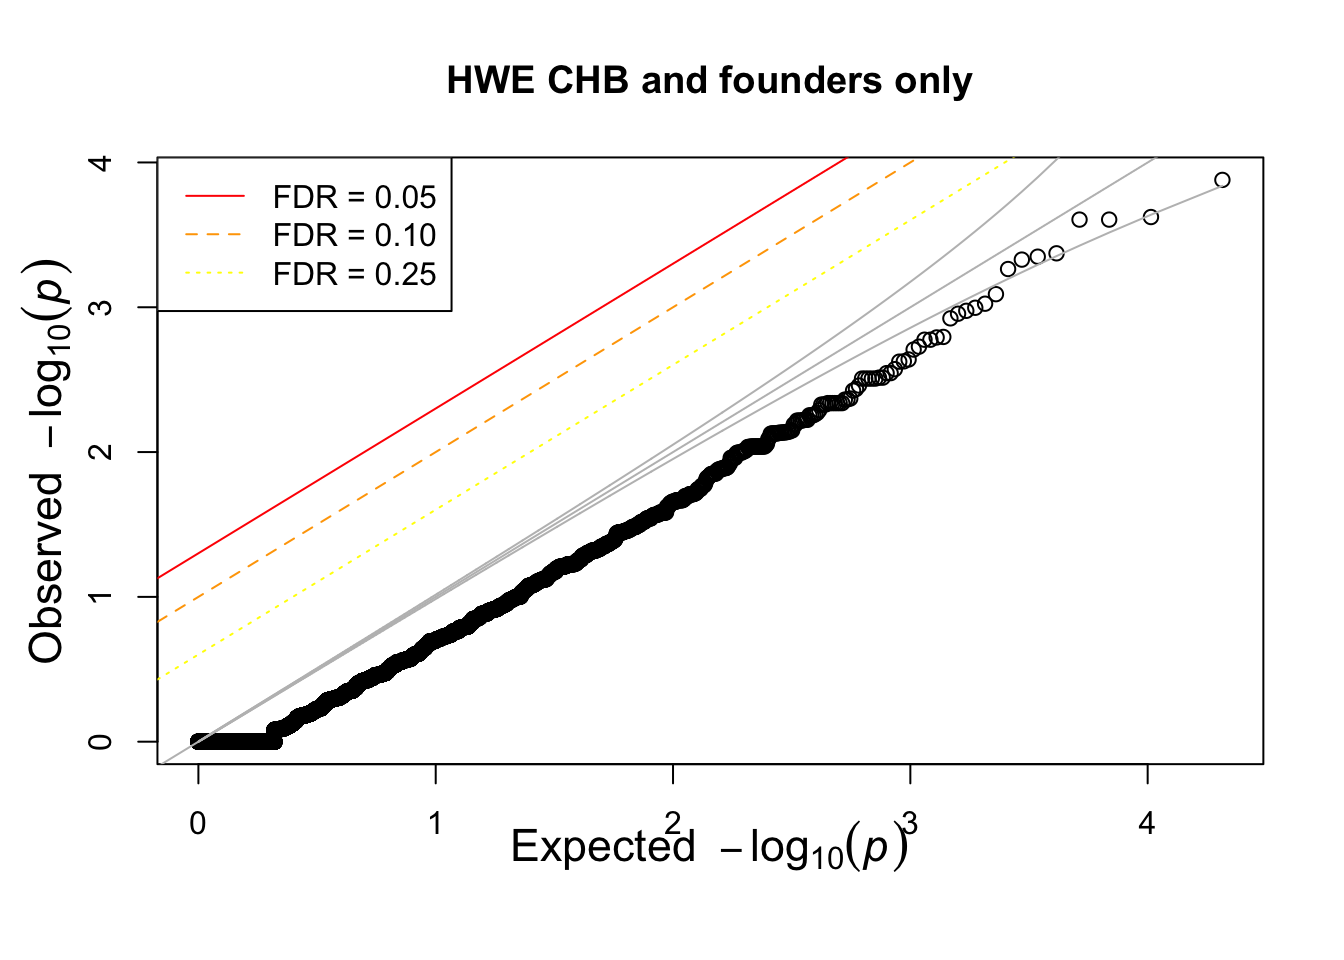 HWE CHB and founders only
FDR = 0.05
FDR = 0.10
FDR = 0.25
4
3
2
1
0
Observed −log10(p)
0 1 2 3 4
Expected −log10(p)